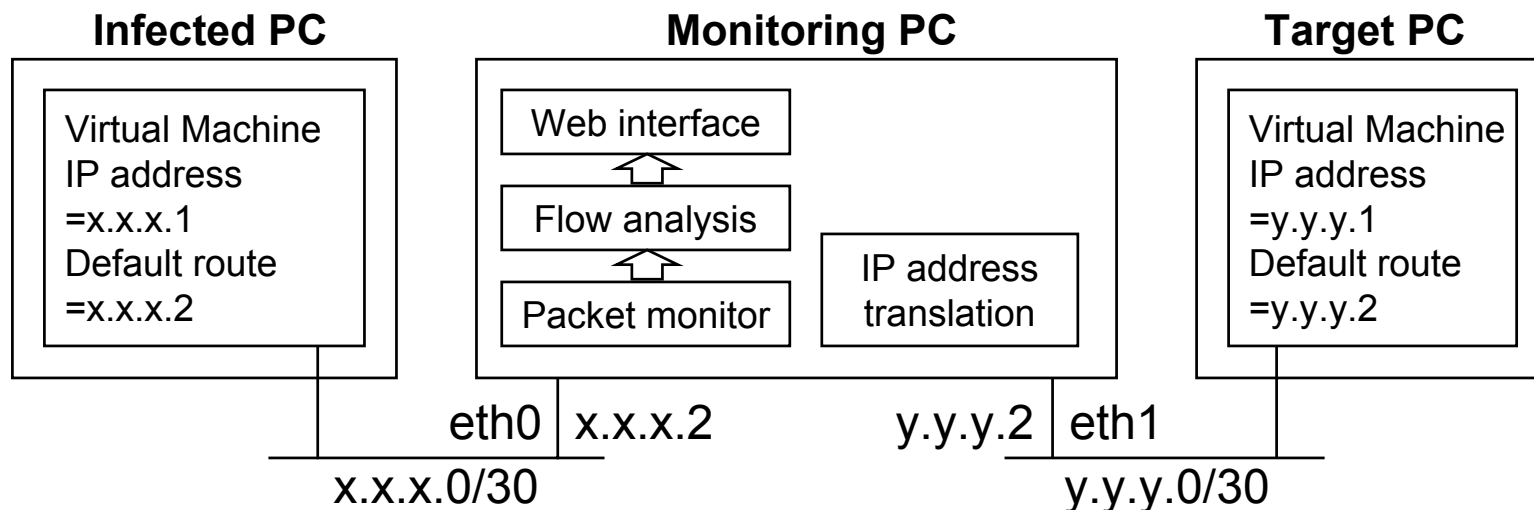 Infected PC
Monitoring PC
Target PC
Virtual Machine
IP address
=x.x.x.1
Default route
=x.x.x.2
Web interface
Flow analysis
Packet monitor
IP address
translation
Virtual Machine
IP address
=y.y.y.1
Default route
=y.y.y.2
eth0
x.x.x.2
y.y.y.2
eth1
x.x.x.0/30
y.y.y.0/30